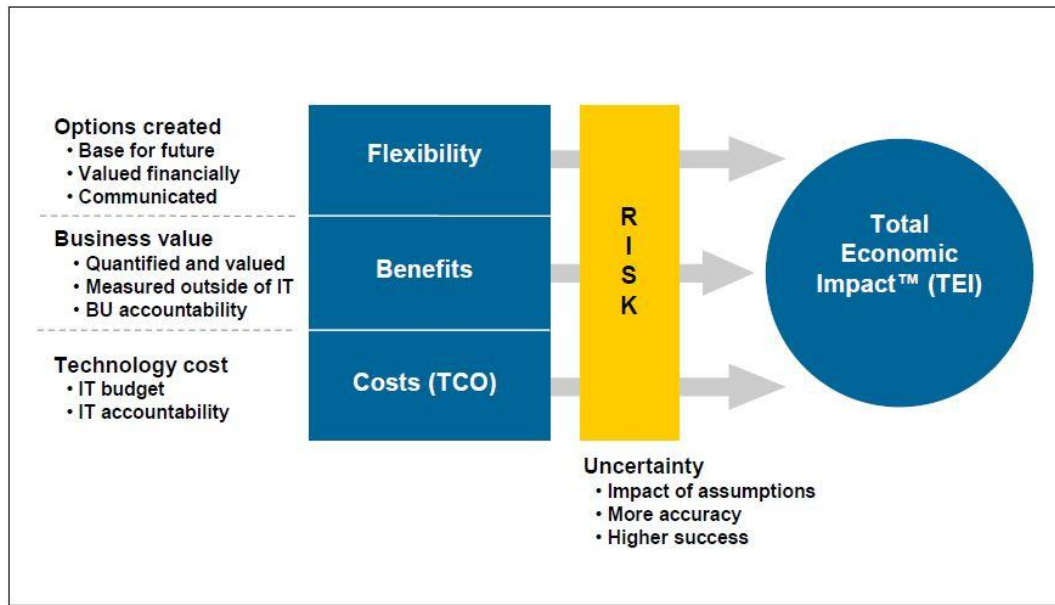 Options created
• Base for future
• Valued financially
• Communicated
Flexibility
Business value
• Quantified and valued
• Measured outside of IT
• BU accountability
Benefits
Technology cost
• IT budget
• IT accountability
Costs (TCO)
R
I
S
K
Uncertainty
• Impact of assumptions
• More accuracy
• Higher success
Total
Economic
Impact™ (TEI)